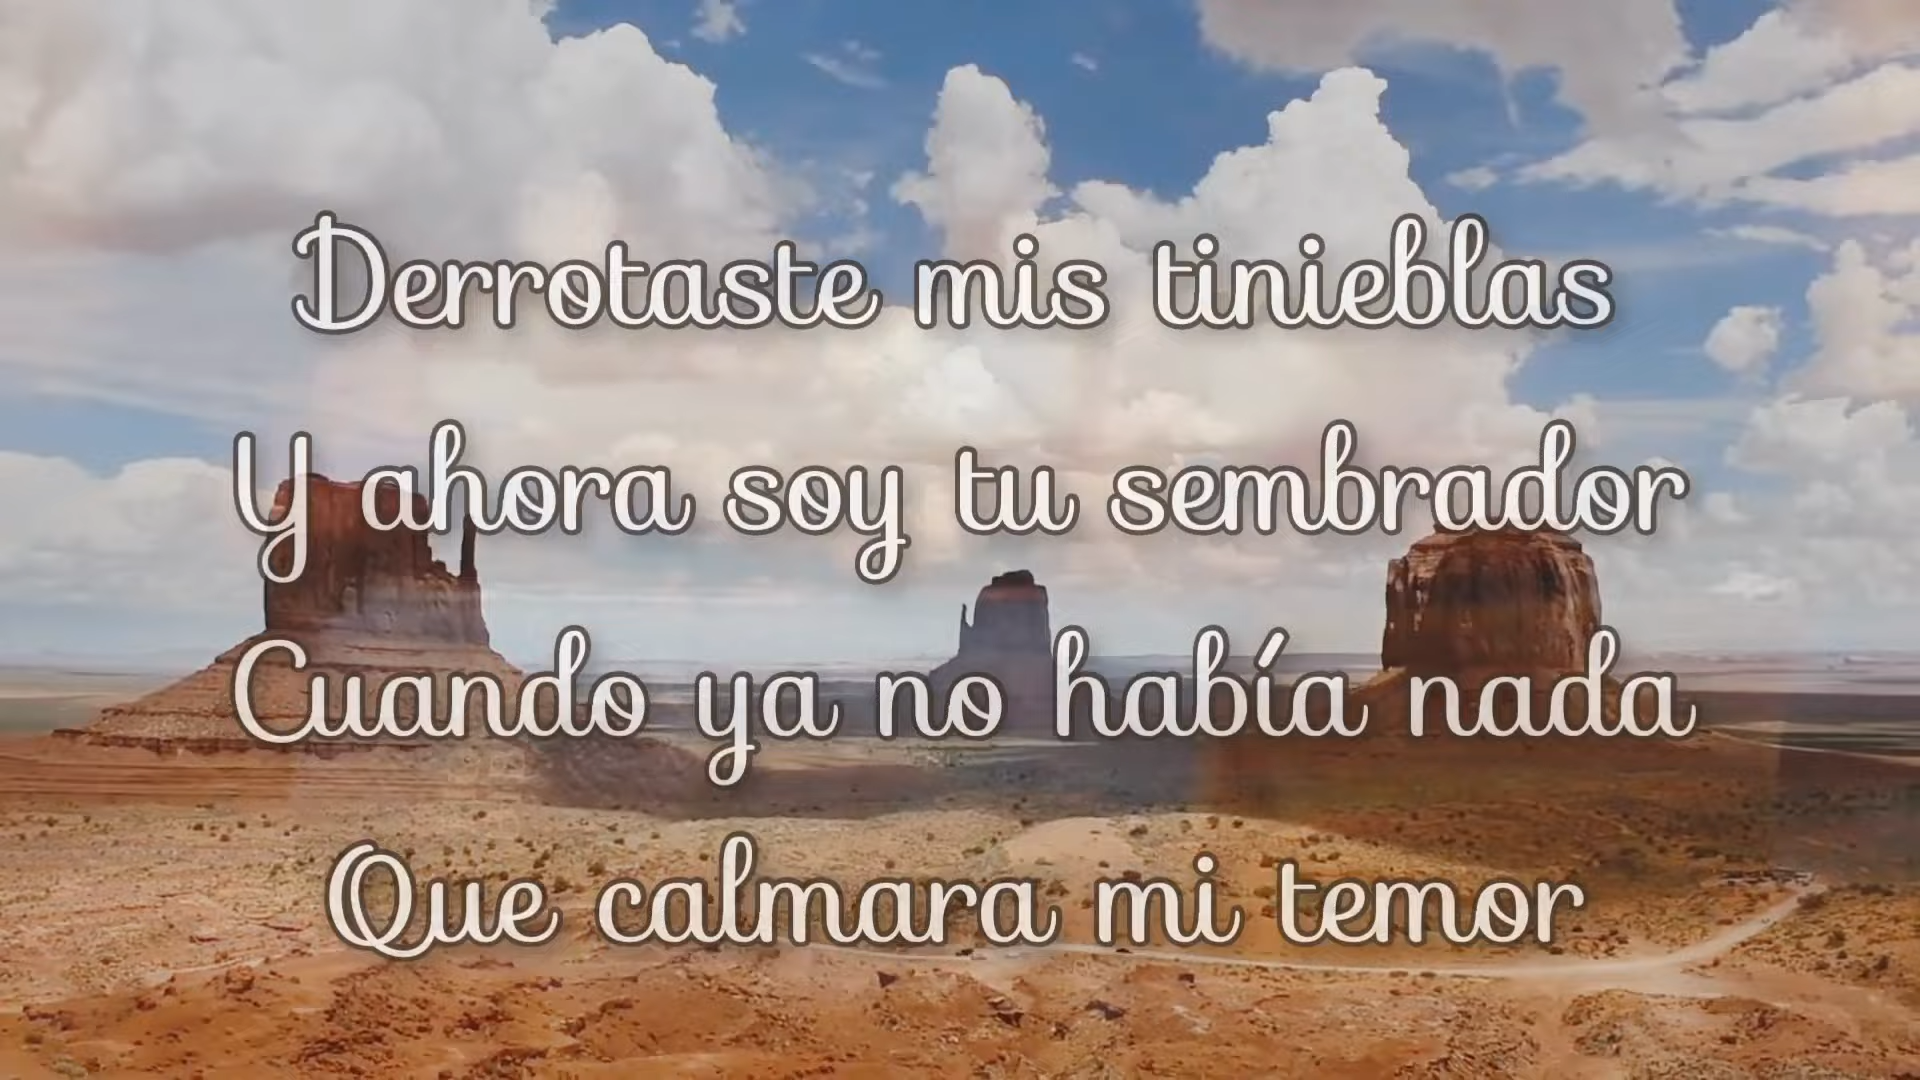 Derrotaste mis tinieblas
Y ahora soy tu sembrador
Cuando ya no había nada
Que calmara mi temor